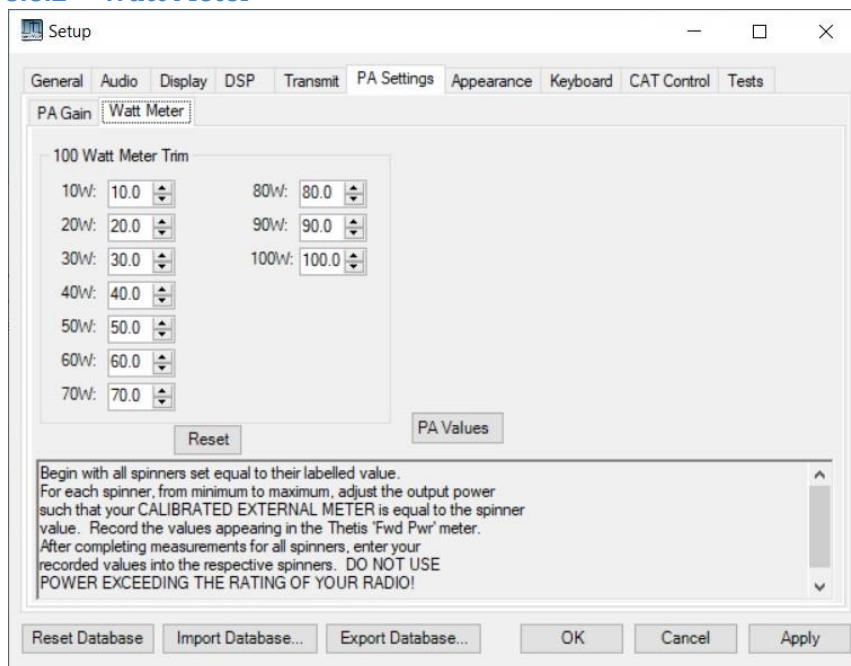 Setup
General Audio Display DSP Transmit PA Settings Appearance Keyboard CAT Control Tests
PA Gain Watt Meter
100 Watt Meter Trim
10W: 10.0 80W: 80.0
20W: 20.0 90W: 90.0
30W: 30.0 100W: 100.0
40W: 40.0
50W: 50.0
60W: 60.0
70W: 70.0
Reset PA Values
Begin with all spinners set equal to their labelled value.
For each spinner, from minimum to maximum, adjust the output power
such that your CALIBRATED EXTERNAL METER is equal to the spinner
value. Record the values appearing in the Thetis 'Fwd Pwr' meter.
After completing measurements for all spinners, enter your
recorded values into the respective spinners. DO NOT USE
POWER EXCEEDING THE RATING OF YOUR RADIO!
Reset Database Import Database... Export Database... OK Cancel Apply